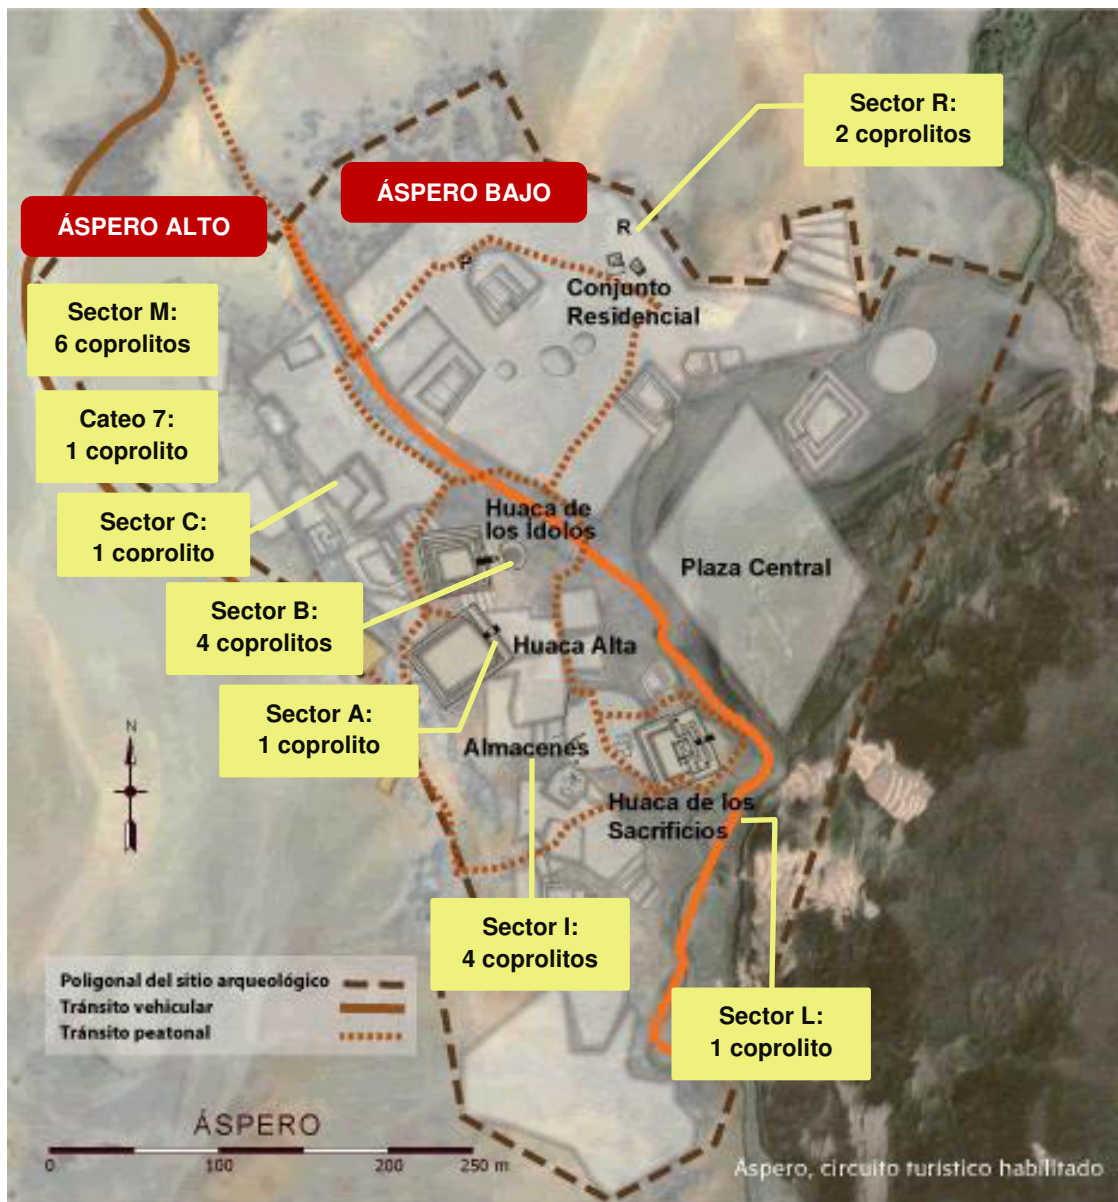 Sector R:
2 coprolitos
ÁSPERO BAJO
ÁSPERO ALTO
R
P
Conjunto
Residencial
Sector M:
6 coprolitos
Cateo 7:
1 coprolito
Sector C:
1 coprolito
Huaca de
los Ídolos
Plaza Central
Sector B:
4 coprolitos
Huaca Alta
Sector A:
1 coprolito
N
Almacenes
Huaca de los
Sacrificios
Sector I:
4 coprolitos
Poligonal del sitio arqueológico
Tránsito vehicular
Tránsito peatonal
Sector L:
1 coprolito
ÁSPERO
0 100 200 250 m
Áspero, circuito turístico habilitado